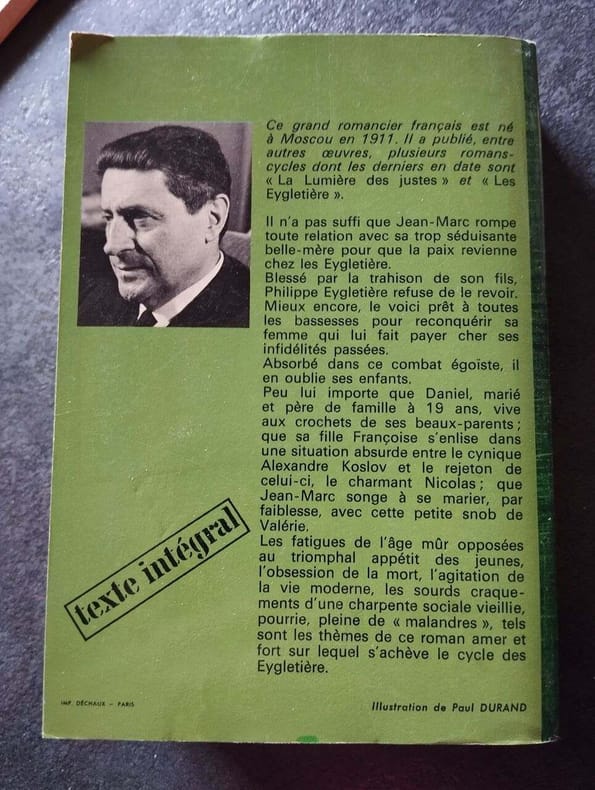 Ce grand romancier français est né
à Moscou en 1911. Il a publié, entre
autres œuvres, plusieurs romans-
cycles dont les derniers en date sont
« La Lumière des justes » et « Les
Eygletière ».
Il n'a pas suffi que Jean-Marc rompe
toute relation avec sa trop séduisante
belle-mère pour que la paix revienne
chez les Eygletière.
Blessé par la trahison de son fils,
Philippe Eygletière refuse de le revoir.
Mieux encore, le voici prêt à toutes
les bassesses pour reconquérir sa
femme qui lui fait payer cher ses
infidélités passées.
Absorbé dans ce combat égoïste, il
en oublie ses enfants.
Peu lui importe que Daniel, marié
et père de famille à 19 ans, vive
aux crochets de ses beaux-parents ;
que sa fille Françoise s'enlise dans
une situation absurde entre le cynique
Alexandre Koslov et le rejeton de
celui-ci, le charmant Nicolas ; que
Jean-Marc songe à se marier, par
faiblesse, avec cette petite snob de
Valérie.
Les fatigues de l'âge mûr opposées
au triomphal appétit des jeunes,
l'obsession de la mort, l'agitation de
la vie moderne, les sourds craque-
ments d'une charpente sociale vieillie,
pourrie, pleine de « malandres », tels
sont les thèmes de ce roman amer et
fort sur lequel s'achève le cycle des
Eygletière.
texte intégral
IMP. DÉCHAUX – PARIS
Illustration de Paul DURAND